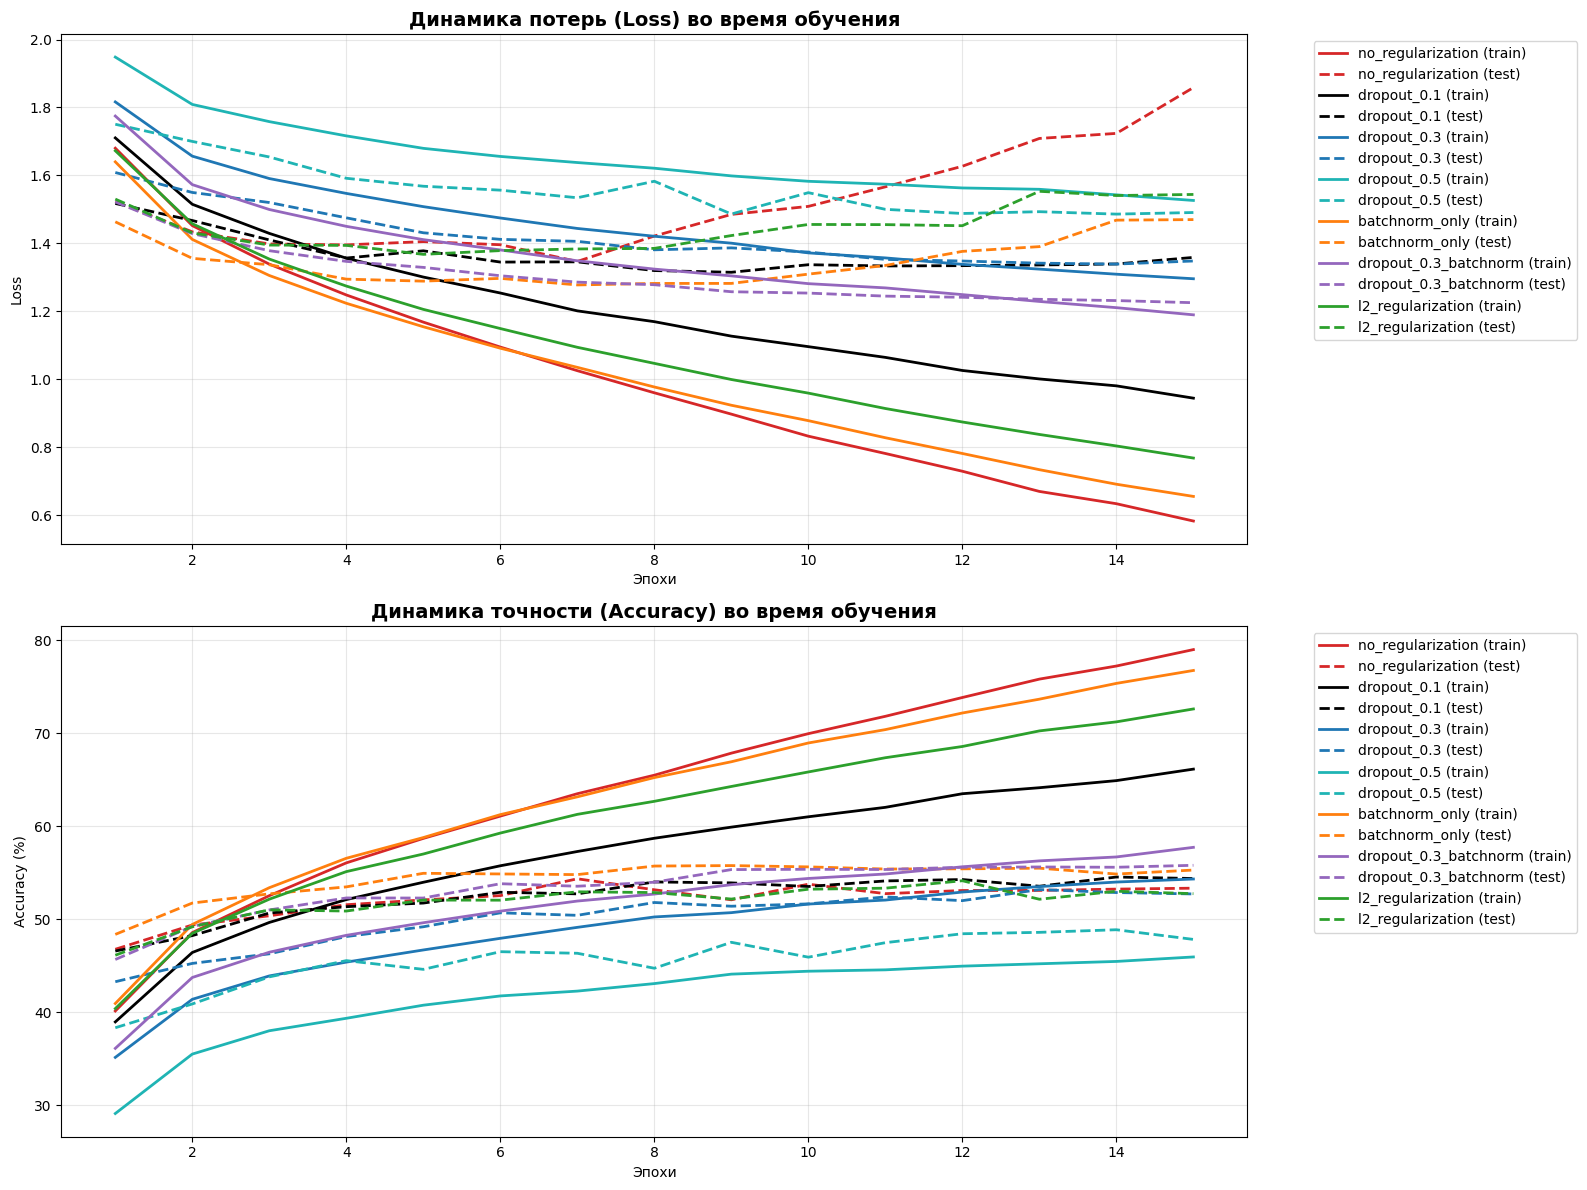 Динамика потерь (Loss) во время обучения
2.0
1.8
1.6
1.4
1.2
1.0
0.8
0.6
Loss
2
4
6
8
10
12
14
Эпохи
no_regularization (train)
no_regularization (test)
dropout_0.1 (train)
dropout_0.1 (test)
dropout_0.3 (train)
dropout_0.3 (test)
dropout_0.5 (train)
dropout_0.5 (test)
batchnorm_only (train)
batchnorm_only (test)
dropout_0.3_batchnorm (train)
dropout_0.3_batchnorm (test)
l2_regularization (train)
l2_regularization (test)
Динамика точности (Accuracy) во время обучения
80
70
60
50
40
30
Accuracy (%)
2
4
6
8
10
12
14
Эпохи
no_regularization (train)
no_regularization (test)
dropout_0.1 (train)
dropout_0.1 (test)
dropout_0.3 (train)
dropout_0.3 (test)
dropout_0.5 (train)
dropout_0.5 (test)
batchnorm_only (train)
batchnorm_only (test)
dropout_0.3_batchnorm (train)
dropout_0.3_batchnorm (test)
l2_regularization (train)
l2_regularization (test)